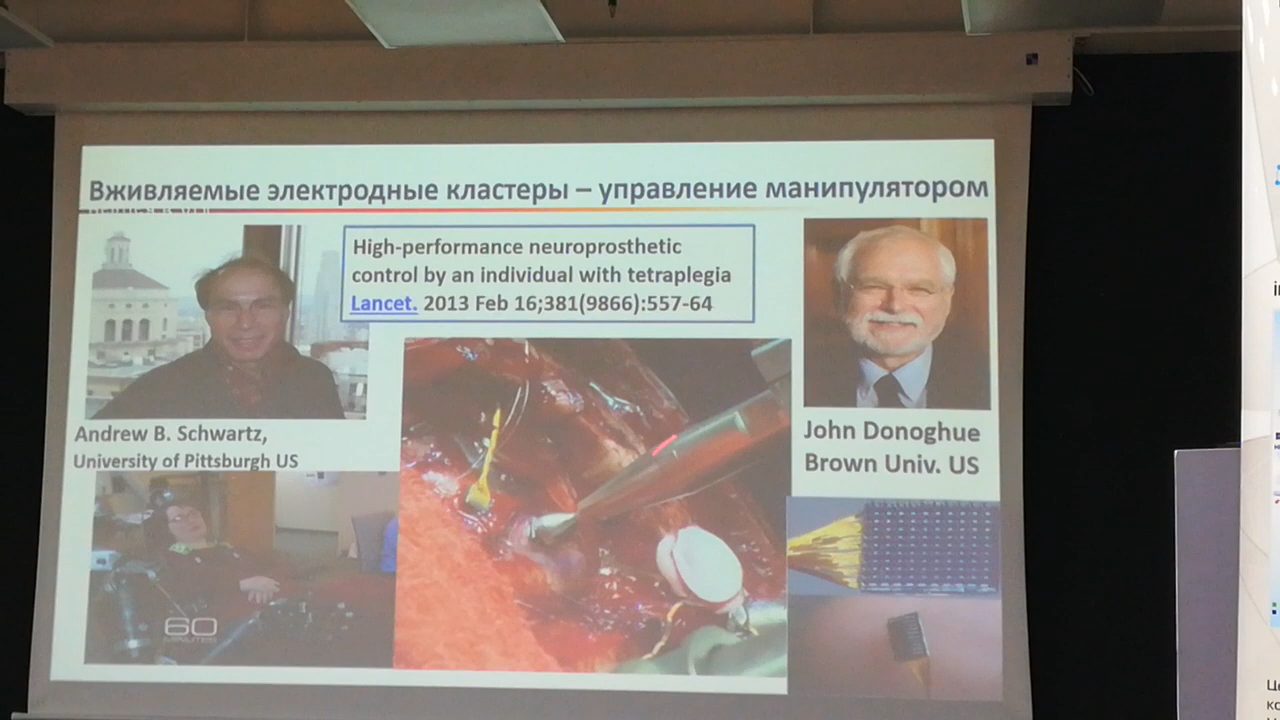 Вживляемые электродные кластеры – управление манипулятором
High-performance neuroprosthetic
control by an individual with tetraplegia
Lancet. 2013 Feb 16;381(9866):557-64
Andrew B. Schwartz,
University of Pittsburgh US
John Donoghue
Brown Univ. US
60
MINUTES